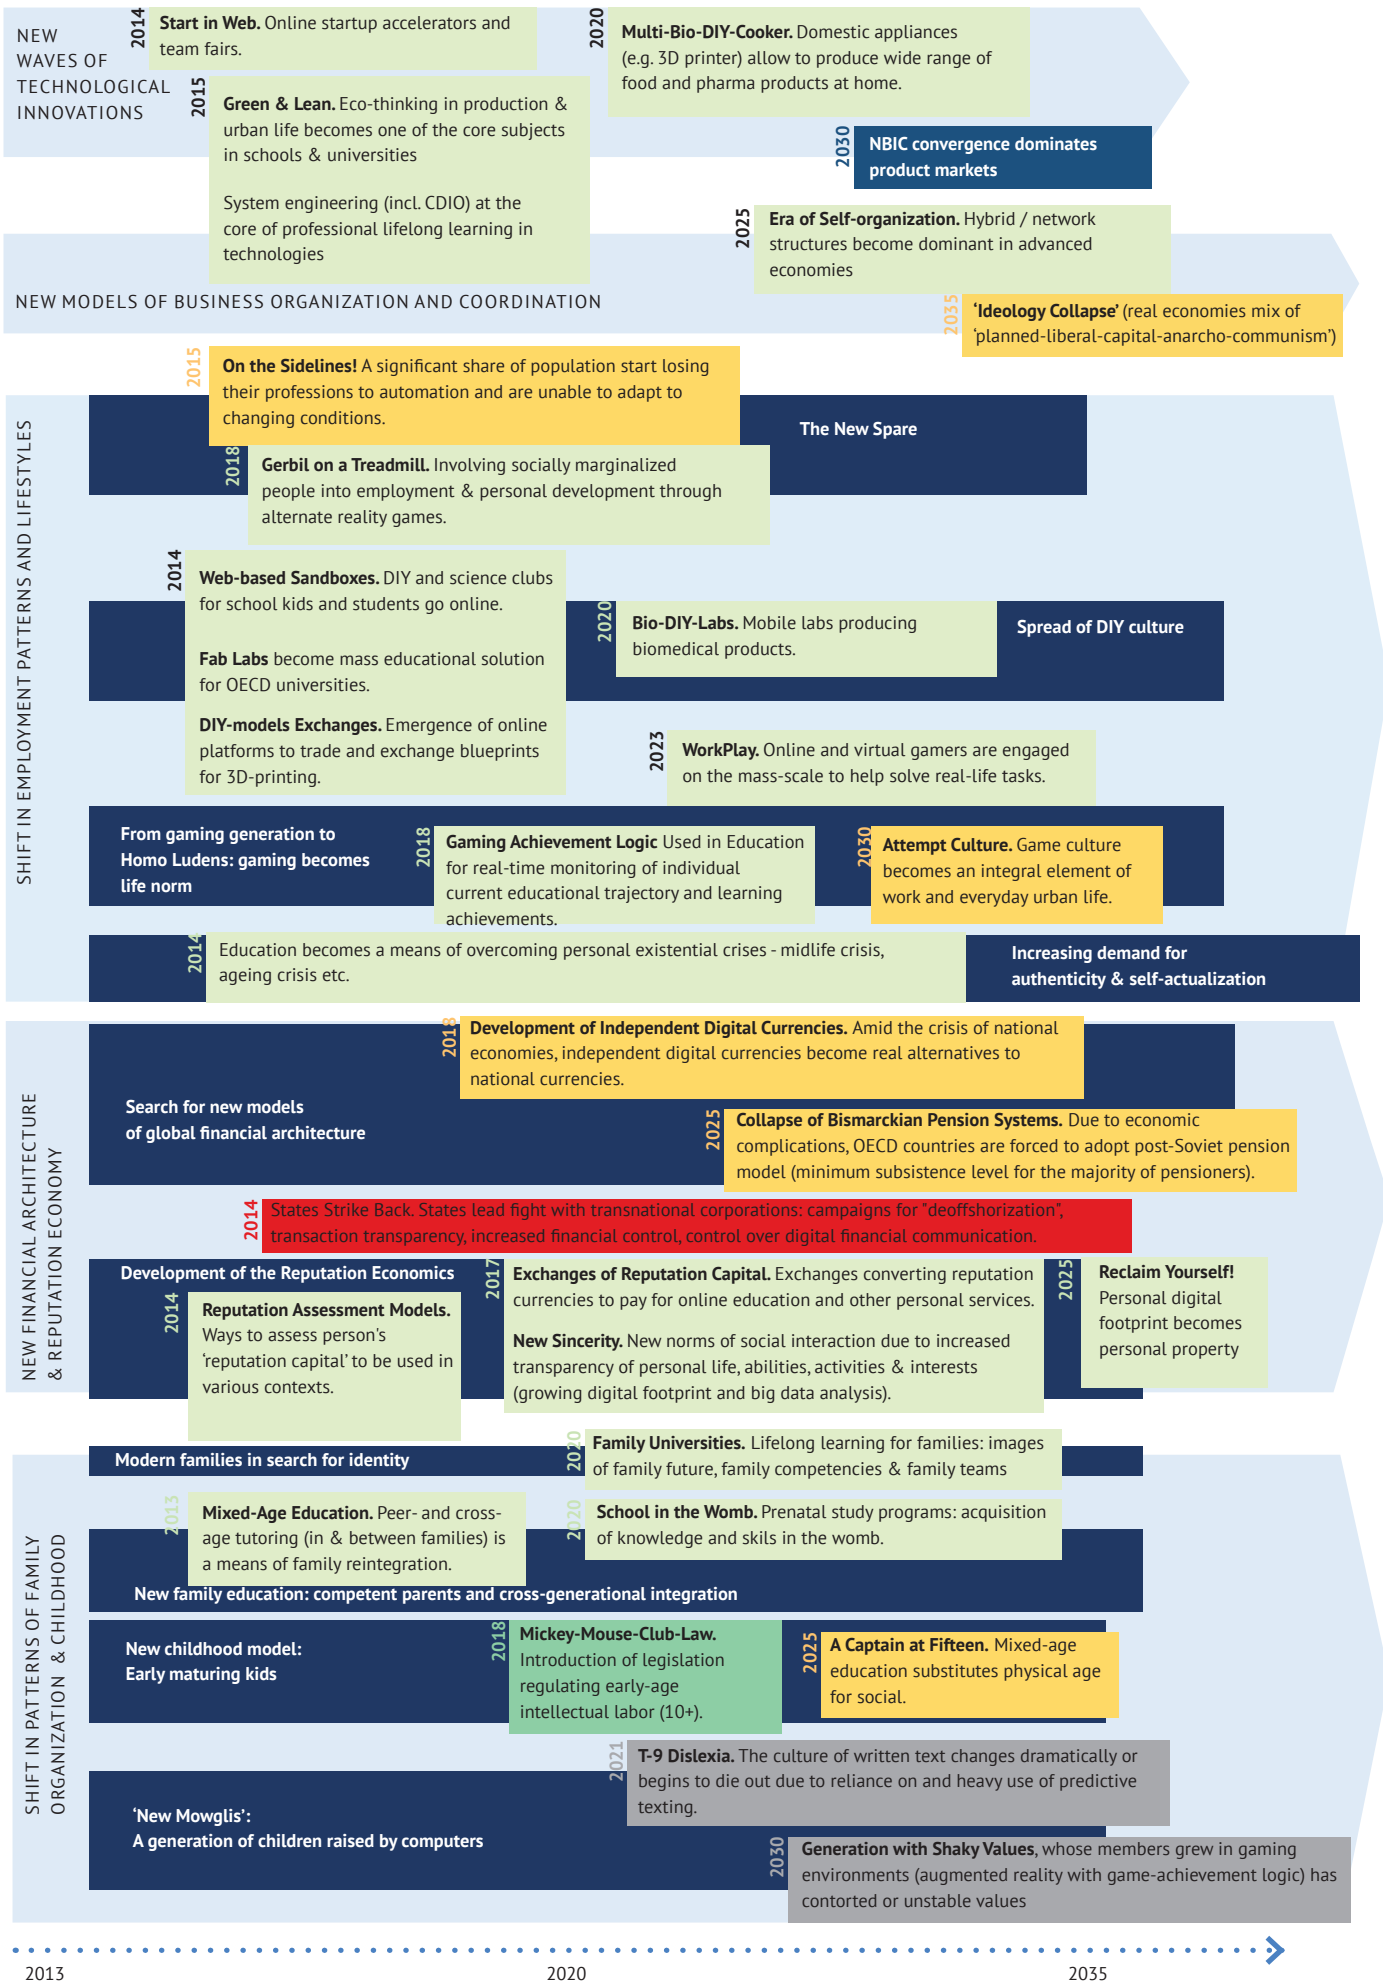 NEW
WAVES OF
TECHNOLOGICAL
INNOVATIONS
2014
Start in Web. Online startup accelerators and
team fairs.
2015
Green & Lean. Eco-thinking in production &
urban life becomes one of the core subjects
in schools & universities
System engineering (incl. CDIO) at the
core of professional lifelong learning in
technologies
2020
Multi-Bio-DIY-Cooker. Domestic appliances
(e.g. 3D printer) allow to produce wide range of
food and pharma products at home.
2030
NBIC convergence dominates
product markets
NEW MODELS OF BUSINESS ORGANIZATION AND COORDINATION
2025
Era of Self-organization. Hybrid / network
structures become dominant in advanced
economies
2035
‘Ideology Collapse’ (real economies mix of
‘planned-liberal-capital-anarcho-communism’)
SHIFT IN EMPLOYMENT PATTERNS AND LIFESTYLES
2015
On the Sidelines! A significant share of population start losing
their professions to automation and are unable to adapt to
changing conditions.
The New Spare
2018
Gerbil on a Treadmill. Involving socially marginalized
people into employment & personal development through
alternate reality games.
2014
Web-based Sandboxes. DIY and science clubs
for school kids and students go online.
Fab Labs become mass educational solution
for OECD universities.
DIY-models Exchanges. Emergence of online
platforms to trade and exchange blueprints
for 3D-printing.
2020
Bio-DIY-Labs. Mobile labs producing
biomedical products.
Spread of DIY culture
2023
WorkPlay. Online and virtual gamers are engaged
on the mass-scale to help solve real-life tasks.
From gaming generation to
Homo Ludens: gaming becomes
life norm
2018
Gaming Achievement Logic Used in Education
for real-time monitoring of individual
current educational trajectory and learning
achievements.
2030
Attempt Culture. Game culture
becomes an integral element of
work and everyday urban life.
2014
Education becomes a means of overcoming personal existential crises - midlife crisis,
ageing crisis etc.
Increasing demand for
authenticity & self-actualization
NEW FINANCIAL ARCHITECTURE
& REPUTATION ECONOMY
2018
Development of Independent Digital Currencies. Amid the crisis of national
economies, independent digital currencies become real alternatives to
national currencies.
Search for new models
of global financial architecture
2025
Collapse of Bismarckian Pension Systems. Due to economic
complications, OECD countries are forced to adopt post-Soviet pension
model (minimum subsistence level for the majority of pensioners).
2014
States Strike Back. States lead fight with transnational corporations: campaigns for "deoffshorization",
transaction transparency, increased financial control, control over digital financial communication.
Development of the Reputation Economics
2014
Reputation Assessment Models.
Ways to assess person's
‘reputation capital’ to be used in
various contexts.
2017
Exchanges of Reputation Capital. Exchanges converting reputation
currencies to pay for online education and other personal services.
New Sincerity. New norms of social interaction due to increased
transparency of personal life, abilities, activities & interests
(growing digital footprint and big data analysis).
2025
Reclaim Yourself!
Personal digital
footprint becomes
personal property
SHIFT IN PATTERNS OF FAMILY
ORGANIZATION & CHILDHOOD
Modern families in search for identity
2020
Family Universities. Lifelong learning for families: images
of family future, family competencies & family teams
2013
Mixed-Age Education. Peer- and cross-
age tutoring (in & between families) is
a means of family reintegration.
2020
School in the Womb. Prenatal study programs: acquisition
of knowledge and skils in the womb.
New family education: competent parents and cross-generational integration
New childhood model:
Early maturing kids
2018
Mickey-Mouse-Club-Law.
Introduction of legislation
regulating early-age
intellectual labor (10+).
2025
A Captain at Fifteen. Mixed-age
education substitutes physical age
for social.
2021
T-9 Dislexia. The culture of written text changes dramatically or
begins to die out due to reliance on and heavy use of predictive
texting.
‘New Mowglis’:
A generation of children raised by computers
2030
Generation with Shaky Values, whose members grew in gaming
environments (augmented reality with game-achievement logic) has
contorted or unstable values
2013
2020
2035